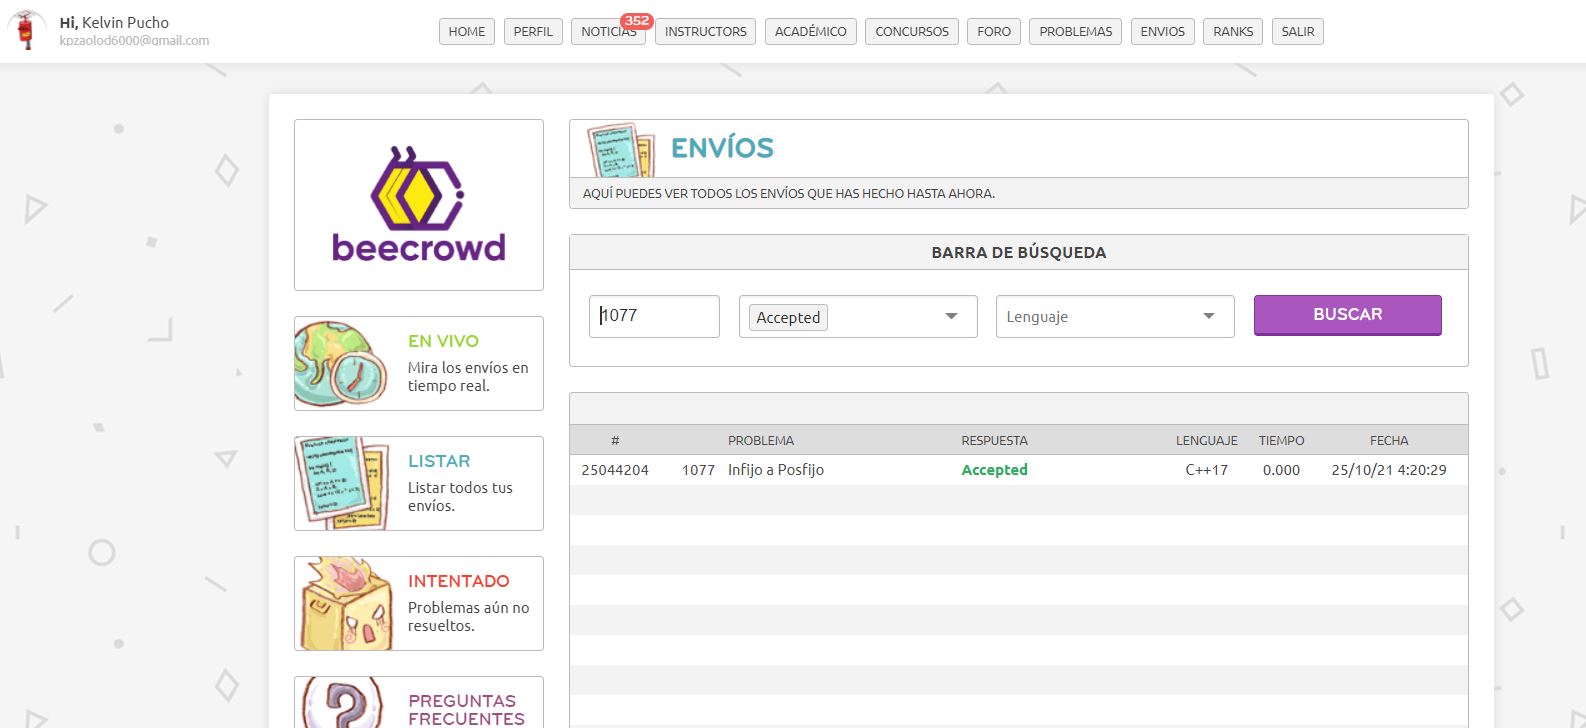 Hi, Kelvin Pucho
kpzaolod6000@gmail.com
HOME PERFIL NOTICIAS 352 INSTRUCTORS ACADÉMICO CONCURSOS FORO PROBLEMAS ENVIOS RANKS SALIR
beecrowd
EN VIVO
Mira los envíos en
tiempo real.
LISTAR
Listar todos tus
envíos.
INTENTADO
Problemas aún no
resueltos.
PREGUNTAS
FRECUENTES
ENVÍOS
AQUÍ PUEDES VER TODOS LOS ENVÍOS QUE HAS HECHO HASTA AHORA.
BARRA DE BÚSQUEDA
1077 Accepted Lenguaje BUSCAR
# PROBLEMA RESPUESTA LENGUAJE TIEMPO FECHA
25044204 1077 Infijo a Posfijo Accepted C++17 0.000 25/10/21 4:20:29